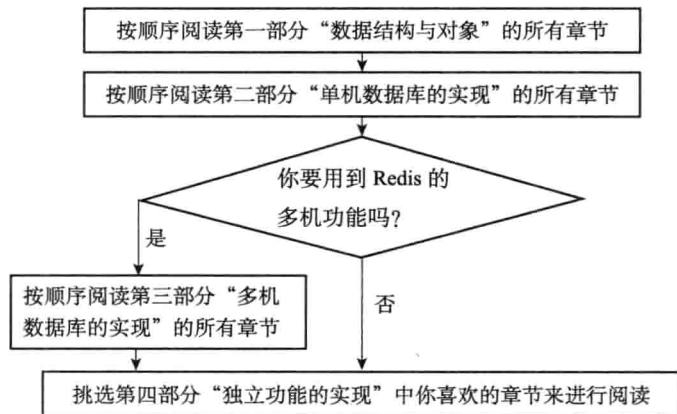 按顺序阅读第一部分“数据结构与对象”的所有章节
按顺序阅读第二部分“单机数据库的实现”的所有章节
你要用到 Redis 的
多机功能吗?
是
按顺序阅读第三部分“多机
数据库的实现”的所有章节
否
挑选第四部分“独立功能的实现”中你喜欢的章节来进行阅读